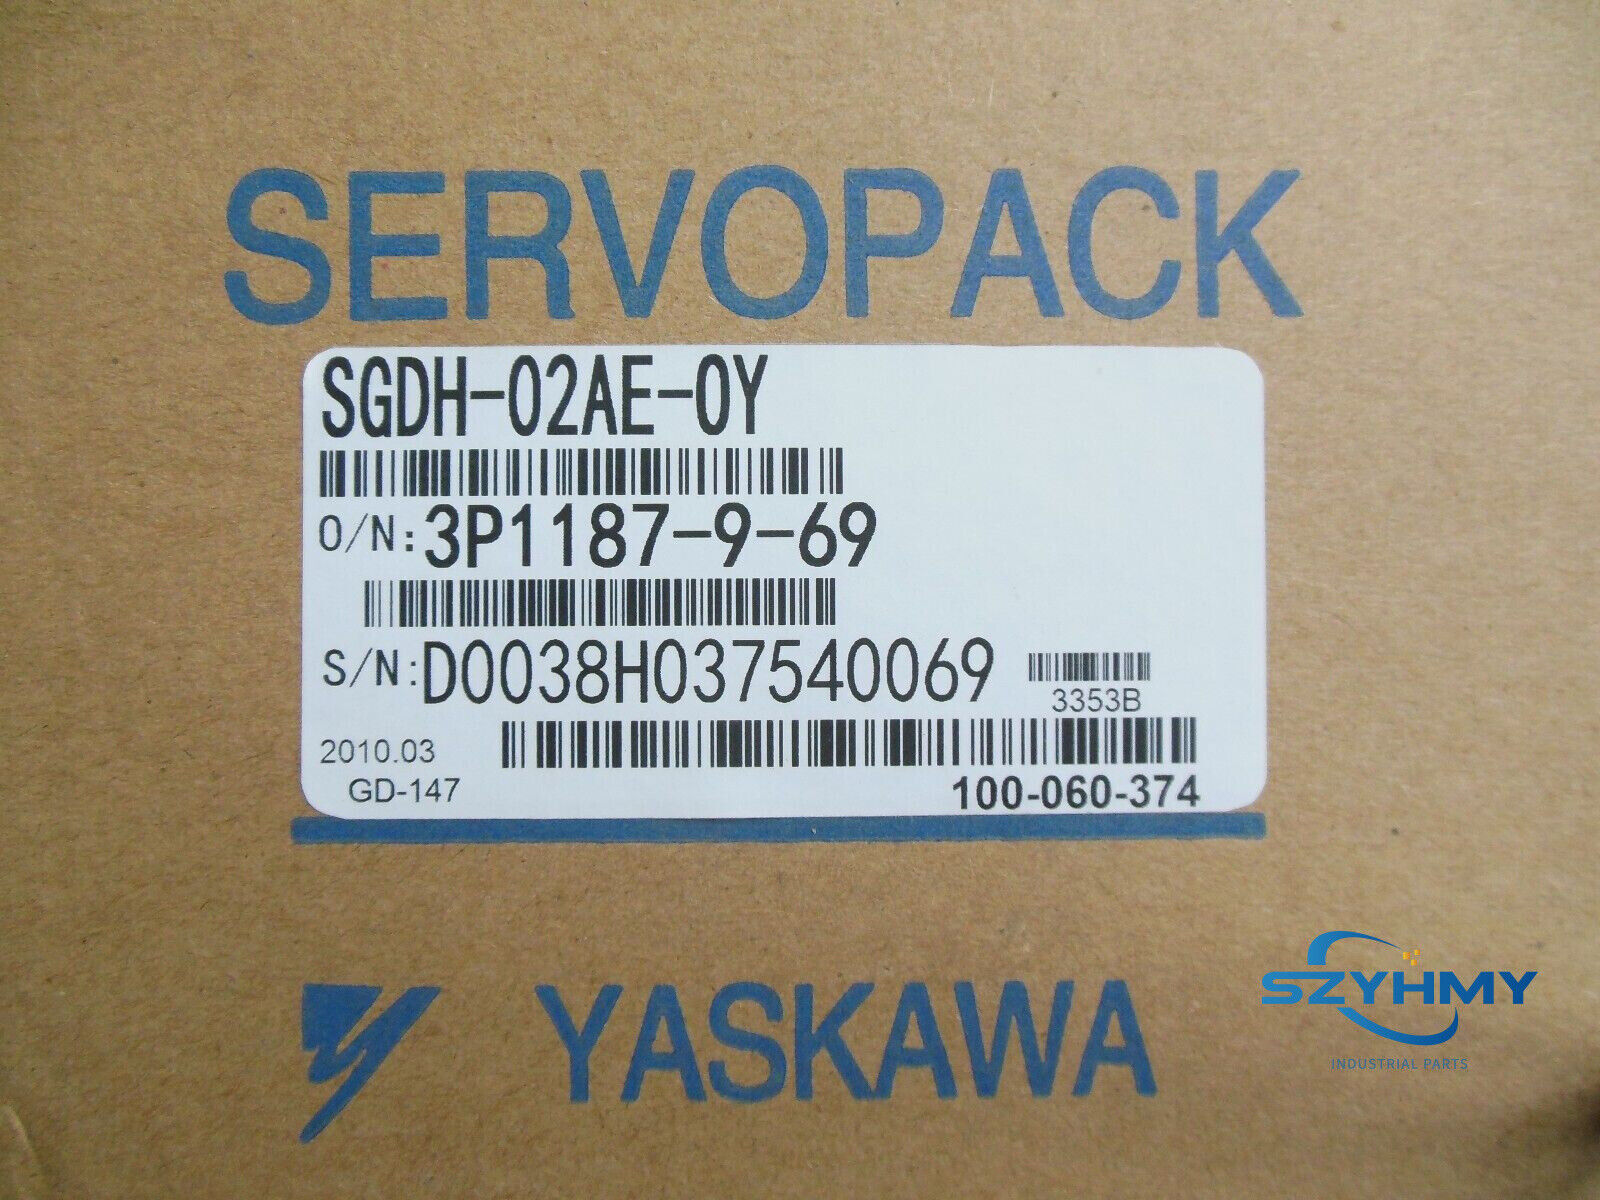 SERVOPACK
SGDH-02AE-0Y
O/N: 3P1187-9-69
S/N: D0038H037540069
3353B
2010.03
GD-147
100-060-374
YASKAWA
SZYHMY
INDUSTRIAL PARTS